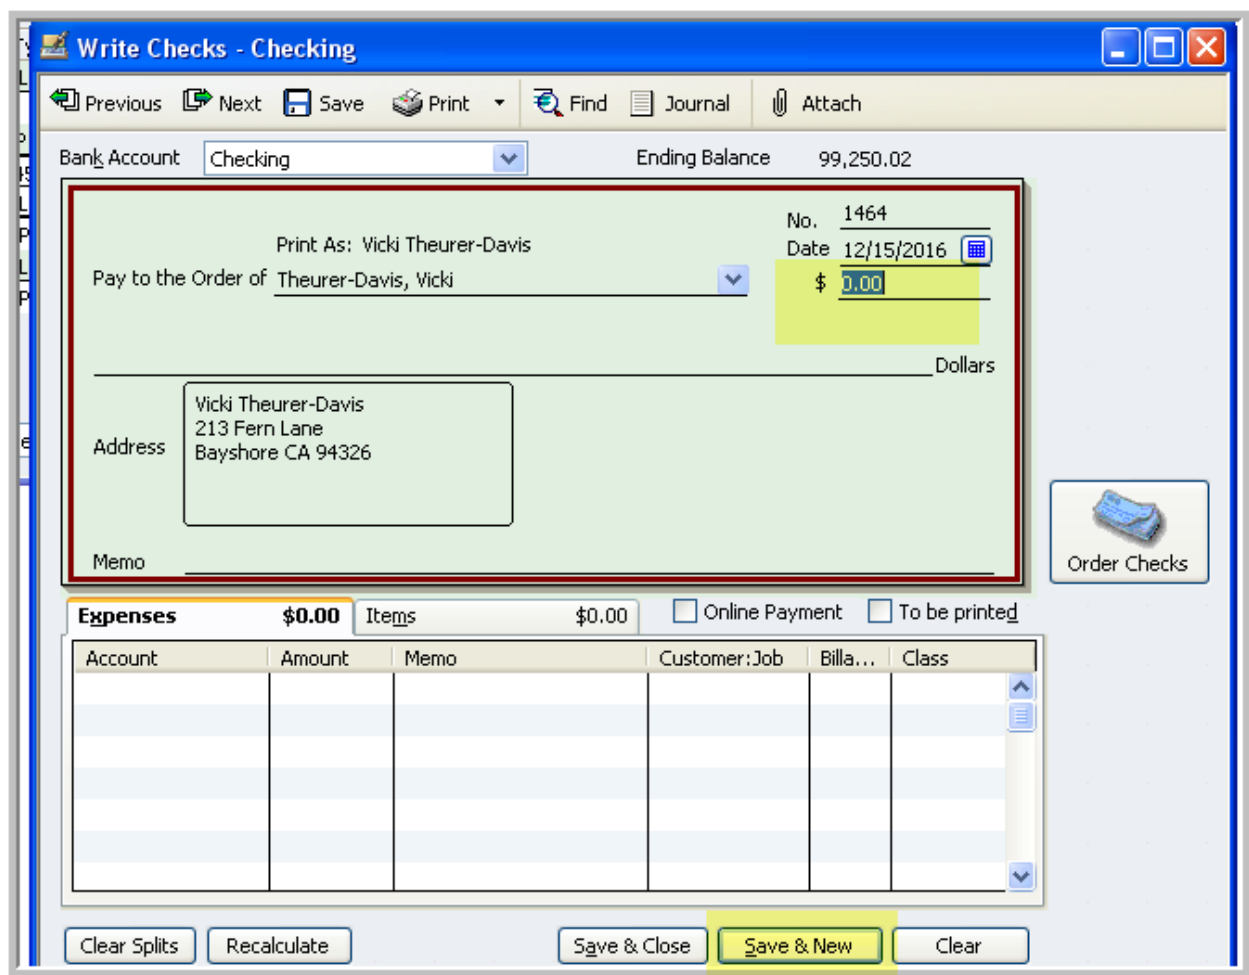 Write Checks - Checking
Previous Next Save Print Find Journal Attach
Bank Account Checking Ending Balance 99,250.02
No. 1464
Print As: Vicki Theurer-Davis Date 12/15/2016
Pay to the Order of Theurer-Davis, Vicki $ 0.00
Dollars
Vicki Theurer-Davis
213 Fern Lane
Address Bayshore CA 94326
Memo
Order Checks
Expenses $0.00 Items $0.00 Online Payment To be printed
Account Amount Memo Customer:Job Billa... Class
Clear Splits Recalculate Save & Close Save & New Clear